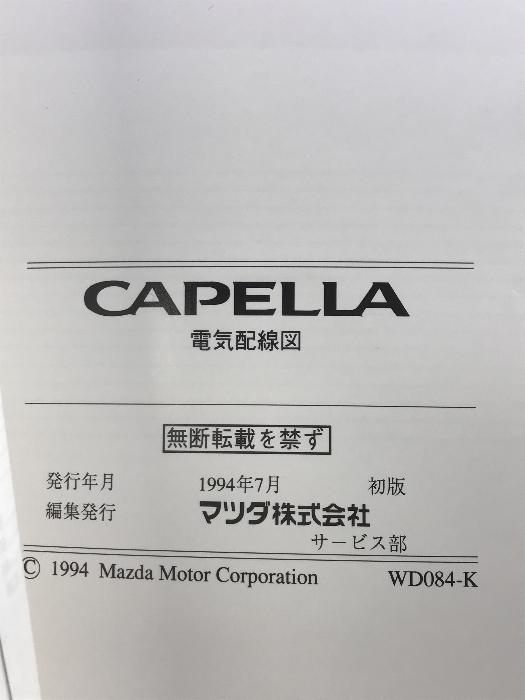 CAPELLA
電気配線図
無断転載を禁ず
発行年月 1994年7月 初版
編集発行 マツダ株式会社
サービス部
© 1994 Mazda Motor Corporation WD084-K